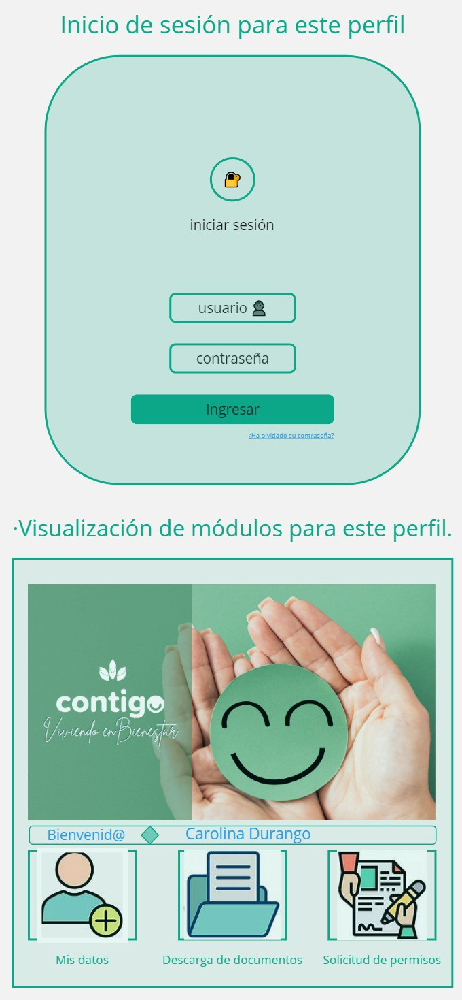 Inicio de sesión para este perfil
iniciar sesión
usuario
contraseña
Ingresar
¿Ha olvidado su contraseña?
·Visualización de módulos para este perfil.
contigo
Viviendo en Bienestar
Bienvenid@ Carolina Durango
Mis datos Descarga de documentos Solicitud de permisos